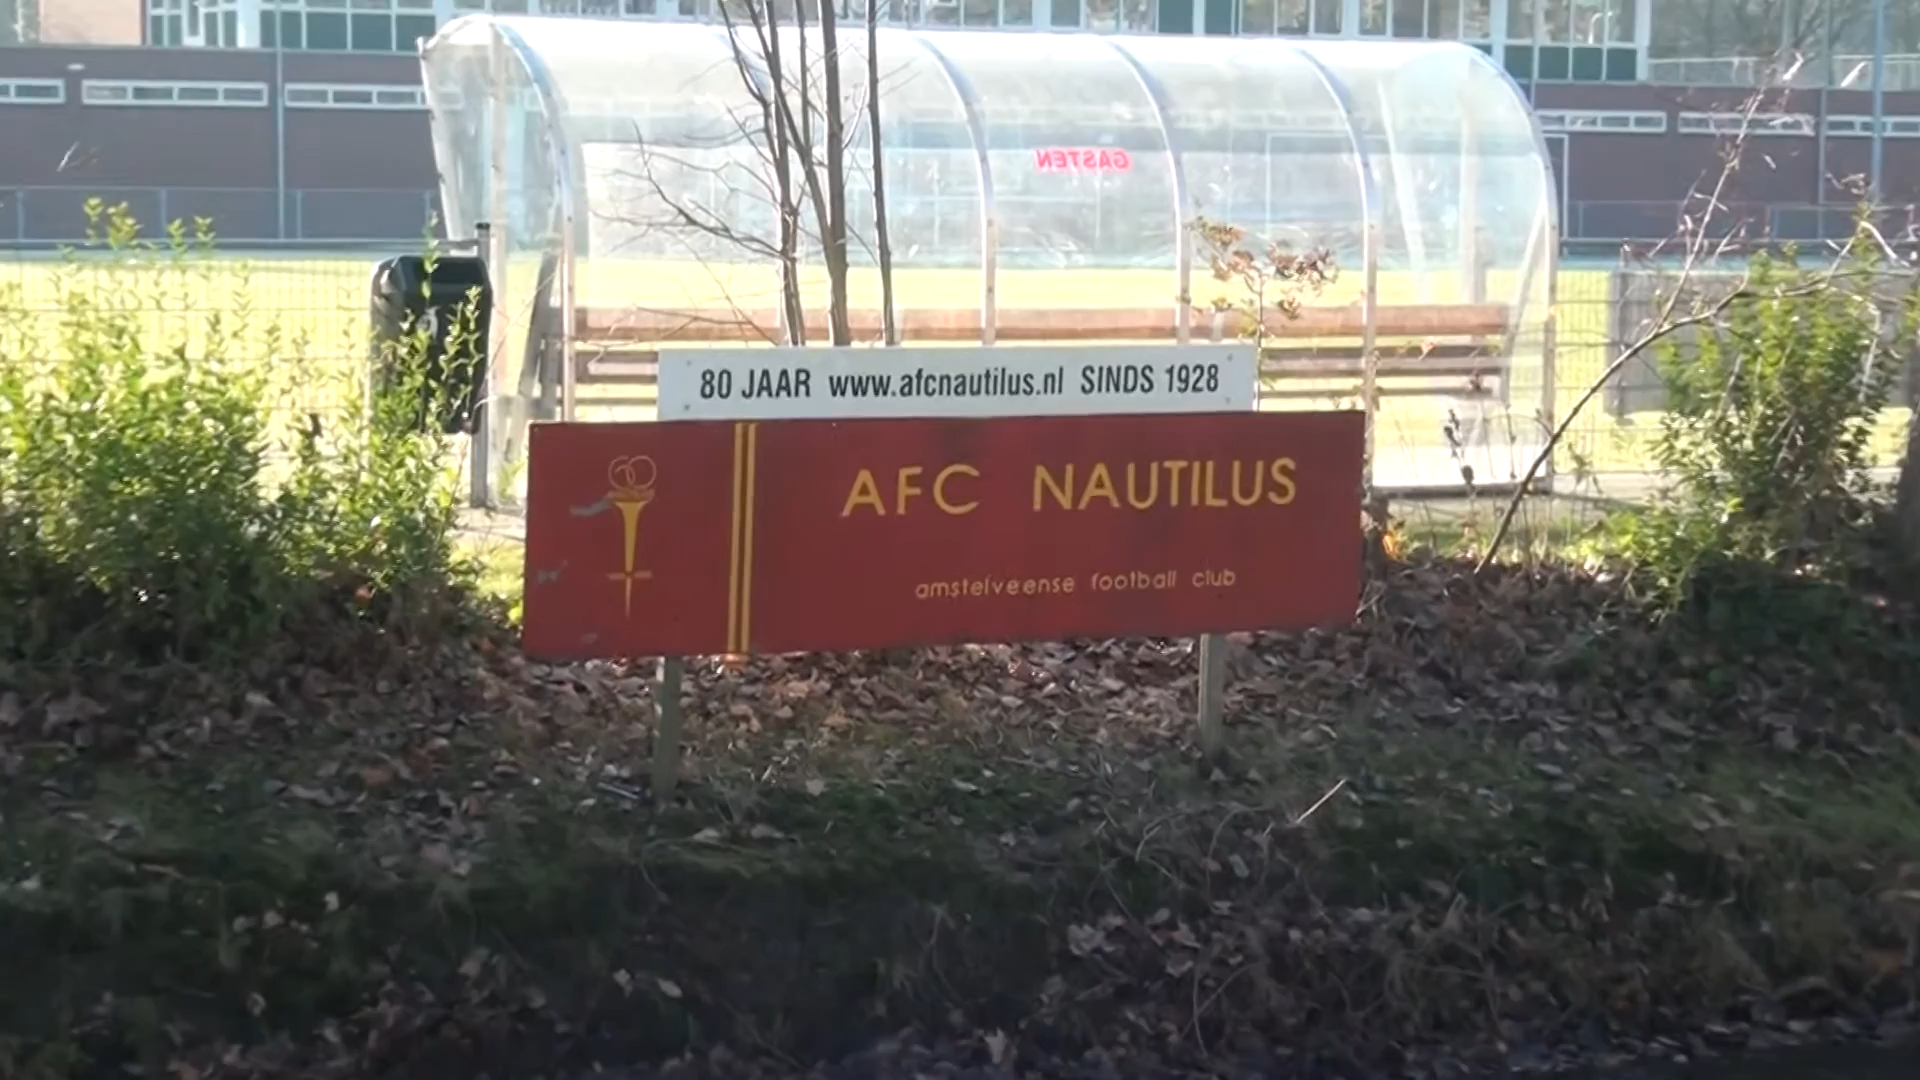 GASTEN
80 JAAR www.afcnautilus.nl SINDS 1928
AFC NAUTILUS
amstelveense football club